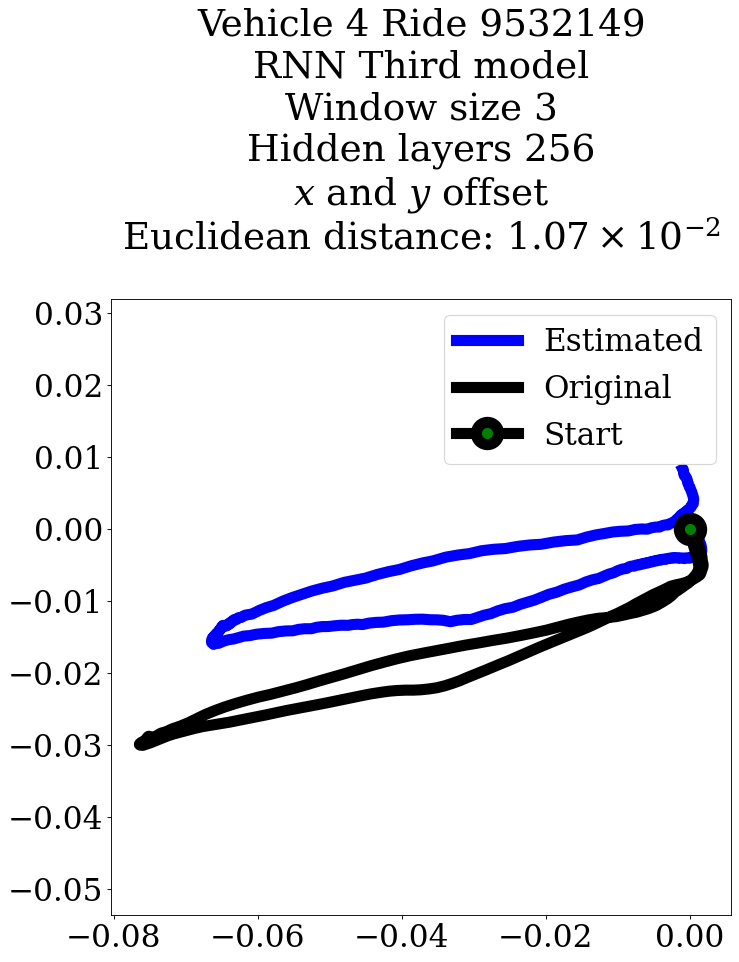 Vehicle 4 Ride 9532149
RNN Third model
Window size 3
Hidden layers 256
x and y offset
Euclidean distance: 1.07 × 10⁻²
Estimated
Original
Start
0.03
0.02
0.01
0.00
−0.01
−0.02
−0.03
−0.04
−0.05
−0.08 −0.06 −0.04 −0.02 0.00